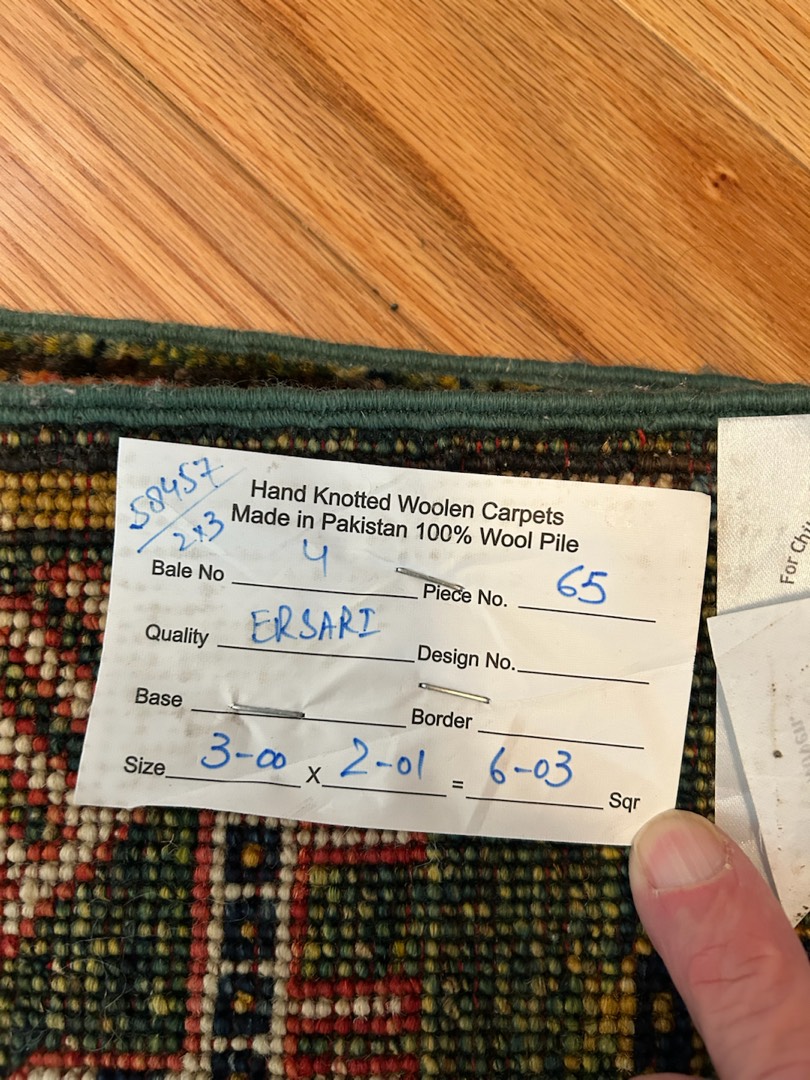 58457
2x3
Hand Knotted Woolen Carpets
Made in Pakistan 100% Wool Pile
Bale No 4 Piece No. 65
Quality ERSARI Design No.
Base Border
Size 3-00 X 2-01 = 6-03 Sqr
For